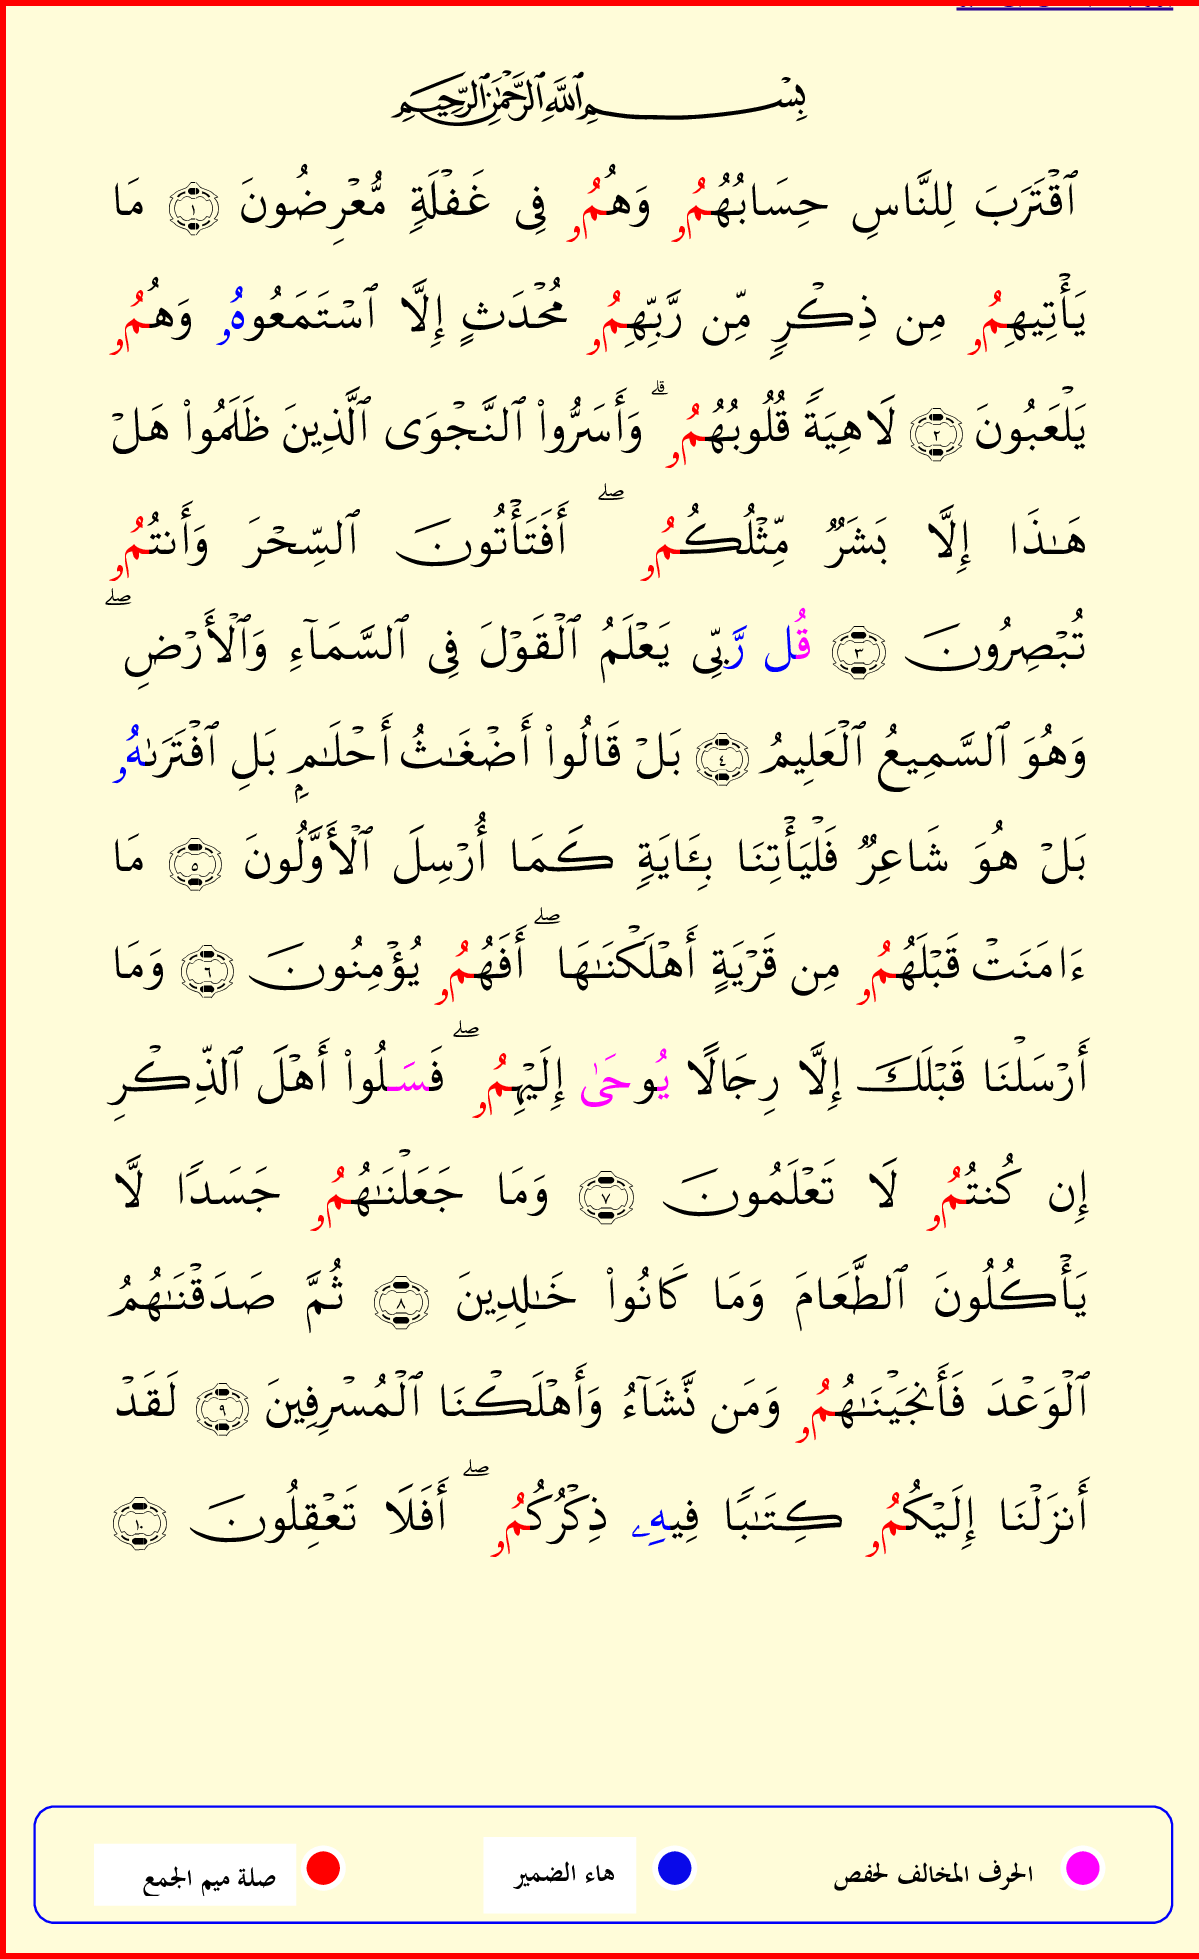 بِسْمِ ٱللَّهِ ٱلرَّحْمَٰنِ ٱلرَّحِيمِ
ٱقْتَرَبَ لِلنَّاسِ حِسَابُهُمُۥ وَهُمُۥ فِى غَفْلَةٍ مُّعْرِضُونَ ١ مَا
يَأْتِيهِمُۥ مِن ذِكْرٍ مِّن رَّبِّهِمُۥ مُحْدَثٍ إِلَّا ٱسْتَمَعُوهُۥ وَهُمُۥ
يَلْعَبُونَ ٢ لَاهِيَةً قُلُوبُهُمُۥ ۗ وَأَسَرُّوا۟ ٱلنَّجْوَى ٱلَّذِينَ ظَلَمُوا۟ هَلْ
هَـٰذَا إِلَّا بَشَرٌ مِّثْلُكُمُۥ ۖ أَفَتَأْتُونَ ٱلسِّحْرَ وَأَنتُمُۥ
تُبْصِرُونَ ٣ قُل رَّبِّى يَعْلَمُ ٱلْقَوْلَ فِى ٱلسَّمَآءِ وَٱلْأَرْضِ ۖ
وَهُوَ ٱلسَّمِيعُ ٱلْعَلِيمُ ٤ بَلْ قَالُوا۟ أَضْغَـٰثُ أَحْلَـٰمٍۭ بَلِ ٱفْتَرَىٰهُۥ
بَلْ هُوَ شَاعِرٌ فَلْيَأْتِنَا بِـَٔايَةٍ كَمَا أُرْسِلَ ٱلْأَوَّلُونَ ٥ مَا
ءَامَنَتْ قَبْلَهُمُۥ مِن قَرْيَةٍ أَهْلَكْنَـٰهَا ۖ أَفَهُمُۥ يُؤْمِنُونَ ٦ وَمَا
أَرْسَلْنَا قَبْلَكَ إِلَّا رِجَالًا يُوحَىٰ إِلَيْهِمُۥ ۖ فَسَلُوا۟ أَهْلَ ٱلذِّكْرِ
إِن كُنتُمُۥ لَا تَعْلَمُونَ ٧ وَمَا جَعَلْنَـٰهُمُۥ جَسَدًا لَّا
يَأْكُلُونَ ٱلطَّعَامَ وَمَا كَانُوا۟ خَـٰلِدِينَ ٨ ثُمَّ صَدَقْنَـٰهُمُ
ٱلْوَعْدَ فَأَنجَيْنَـٰهُمُۥ وَمَن نَّشَآءُ وَأَهْلَكْنَا ٱلْمُسْرِفِينَ ٩ لَقَدْ
أَنزَلْنَا إِلَيْكُمُۥ كِتَـٰبًا فِيهِۦ ذِكْرُكُمُۥ ۖ أَفَلَا تَعْقِلُونَ ١٠
الحرف المخالف لحفص هاء الضمير صلة ميم الجمع